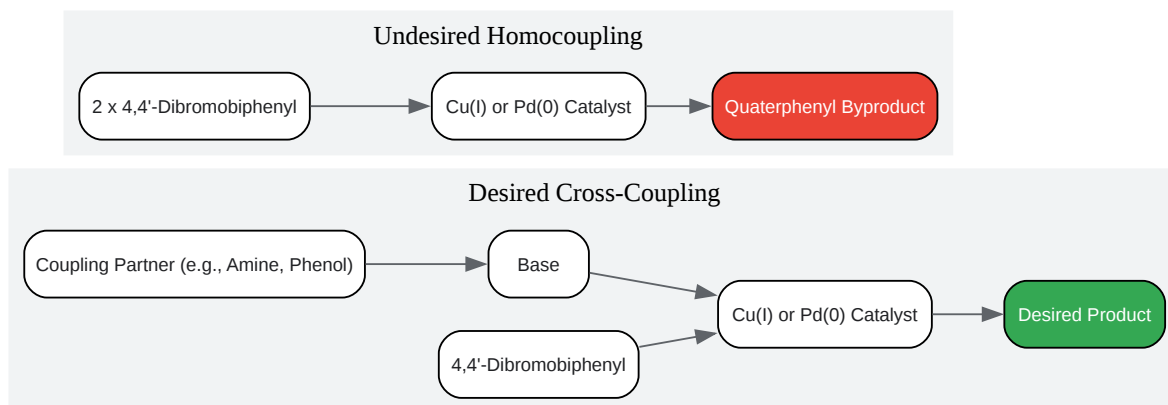 Undesired Homocoupling
2 x 4,4'-Dibromobiphenyl
Cu(I) or Pd(0) Catalyst
Quaterphenyl Byproduct
Desired Cross-Coupling
Coupling Partner (e.g., Amine, Phenol)
Base
4,4'-Dibromobiphenyl
Cu(I) or Pd(0) Catalyst
Desired Product